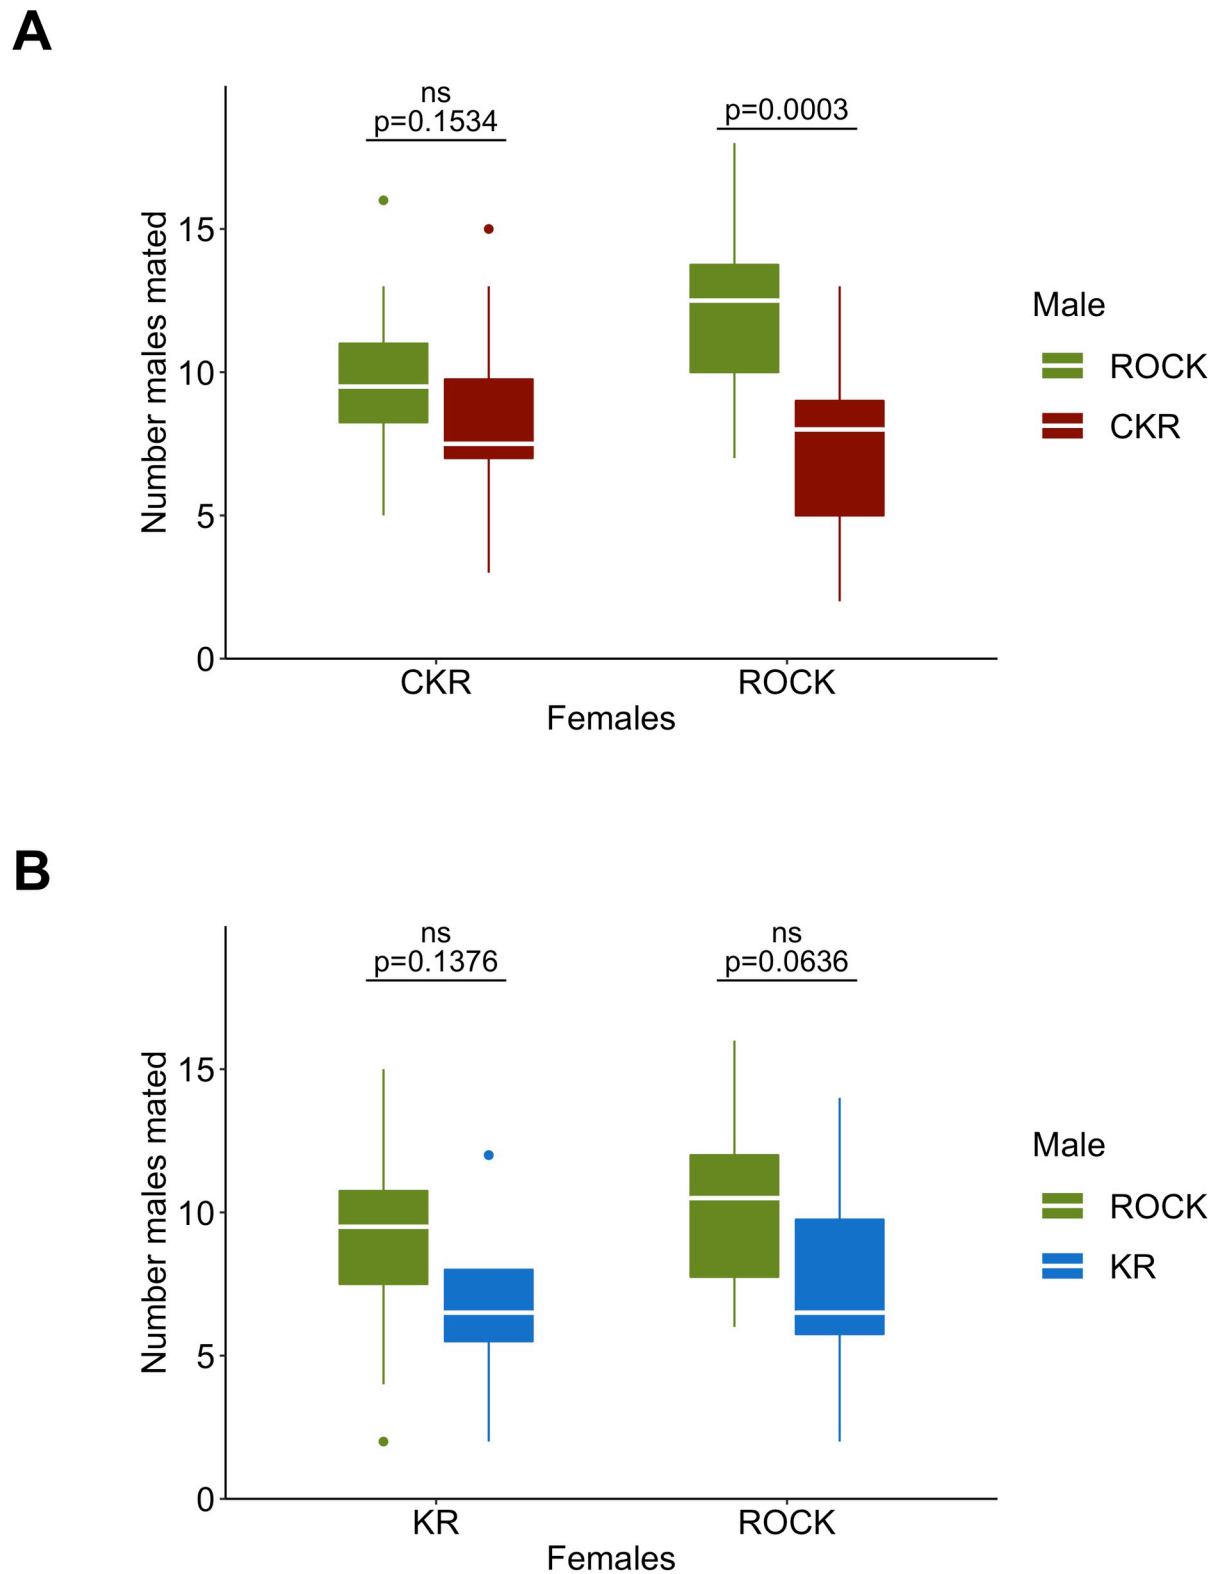 A
ns
p=0.1534
p=0.0003
15
10
5
0
Number males mated
CKR
ROCK
Females
Male
ROCK
CKR
B
ns
p=0.1376
ns
p=0.0636
15
10
5
0
Number males mated
KR
ROCK
Females
Male
ROCK
KR